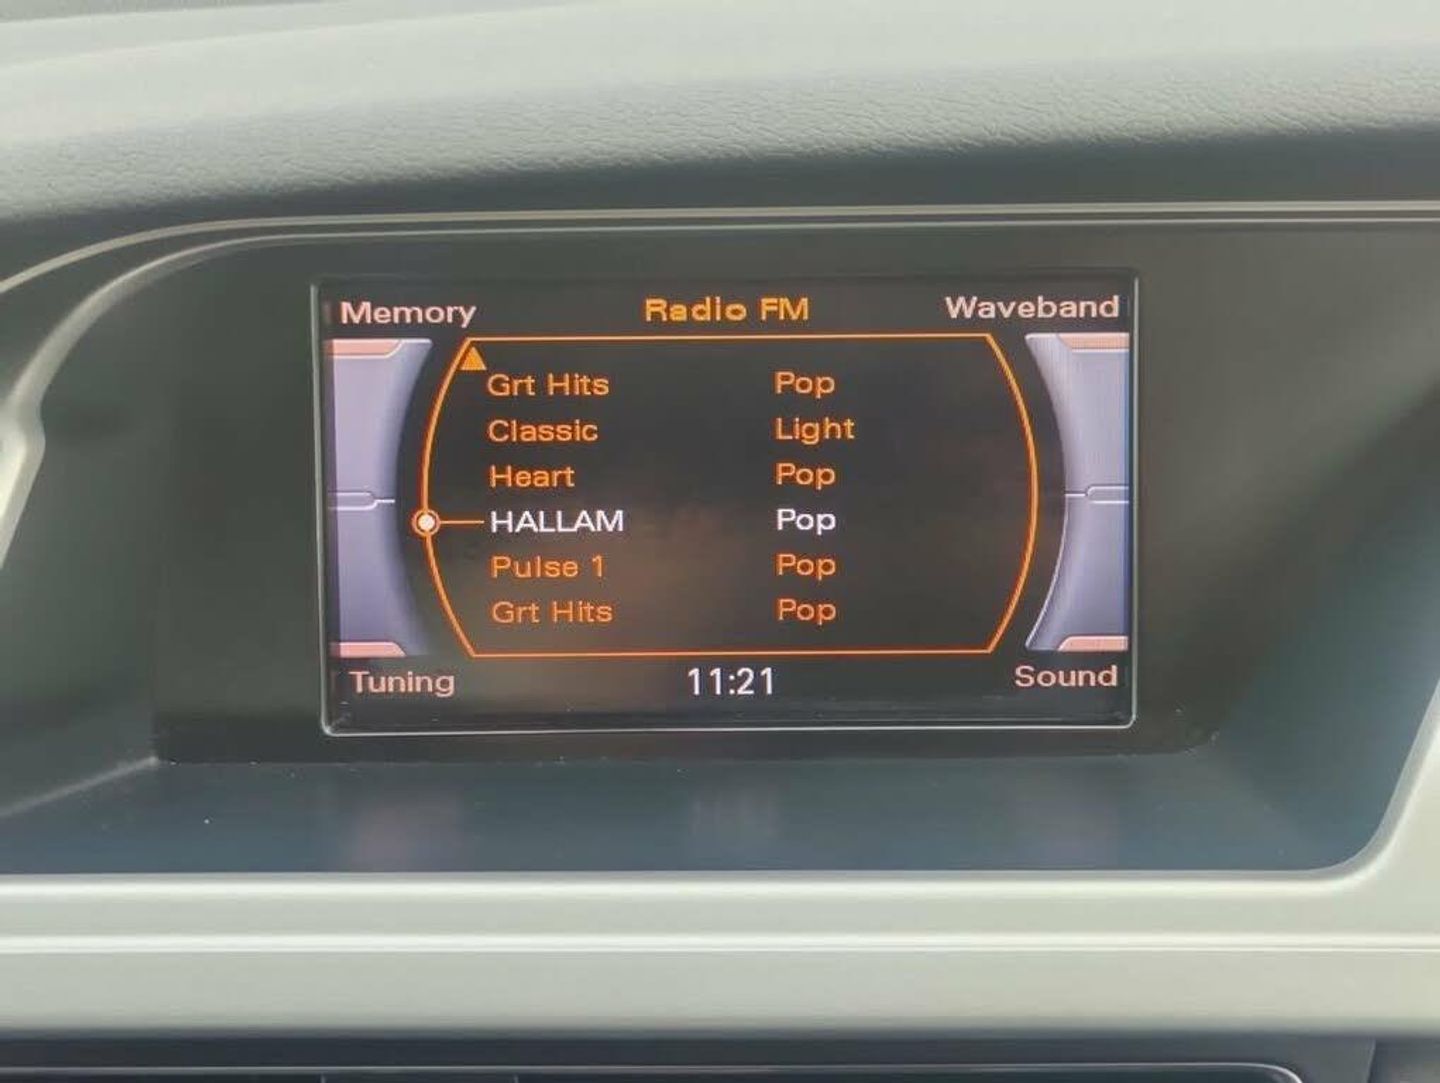 Memory Radio FM Waveband
Grt Hits Pop
Classic Light
Heart Pop
HALLAM Pop
Pulse 1 Pop
Grt Hits Pop
Tuning 11:21 Sound